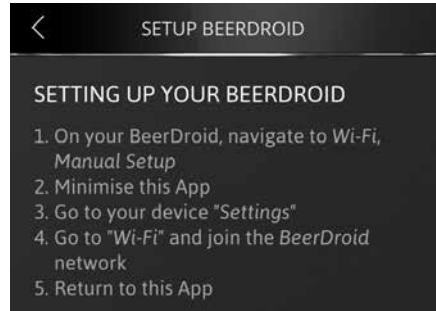 SETUP BEERDROID
SETTING UP YOUR BEERDROID
1. On your BeerDroid, navigate to Wi-Fi,
Manual Setup
2. Minimise this App
3. Go to your device "Settings"
4. Go to "Wi-Fi" and join the BeerDroid
network
5. Return to this App